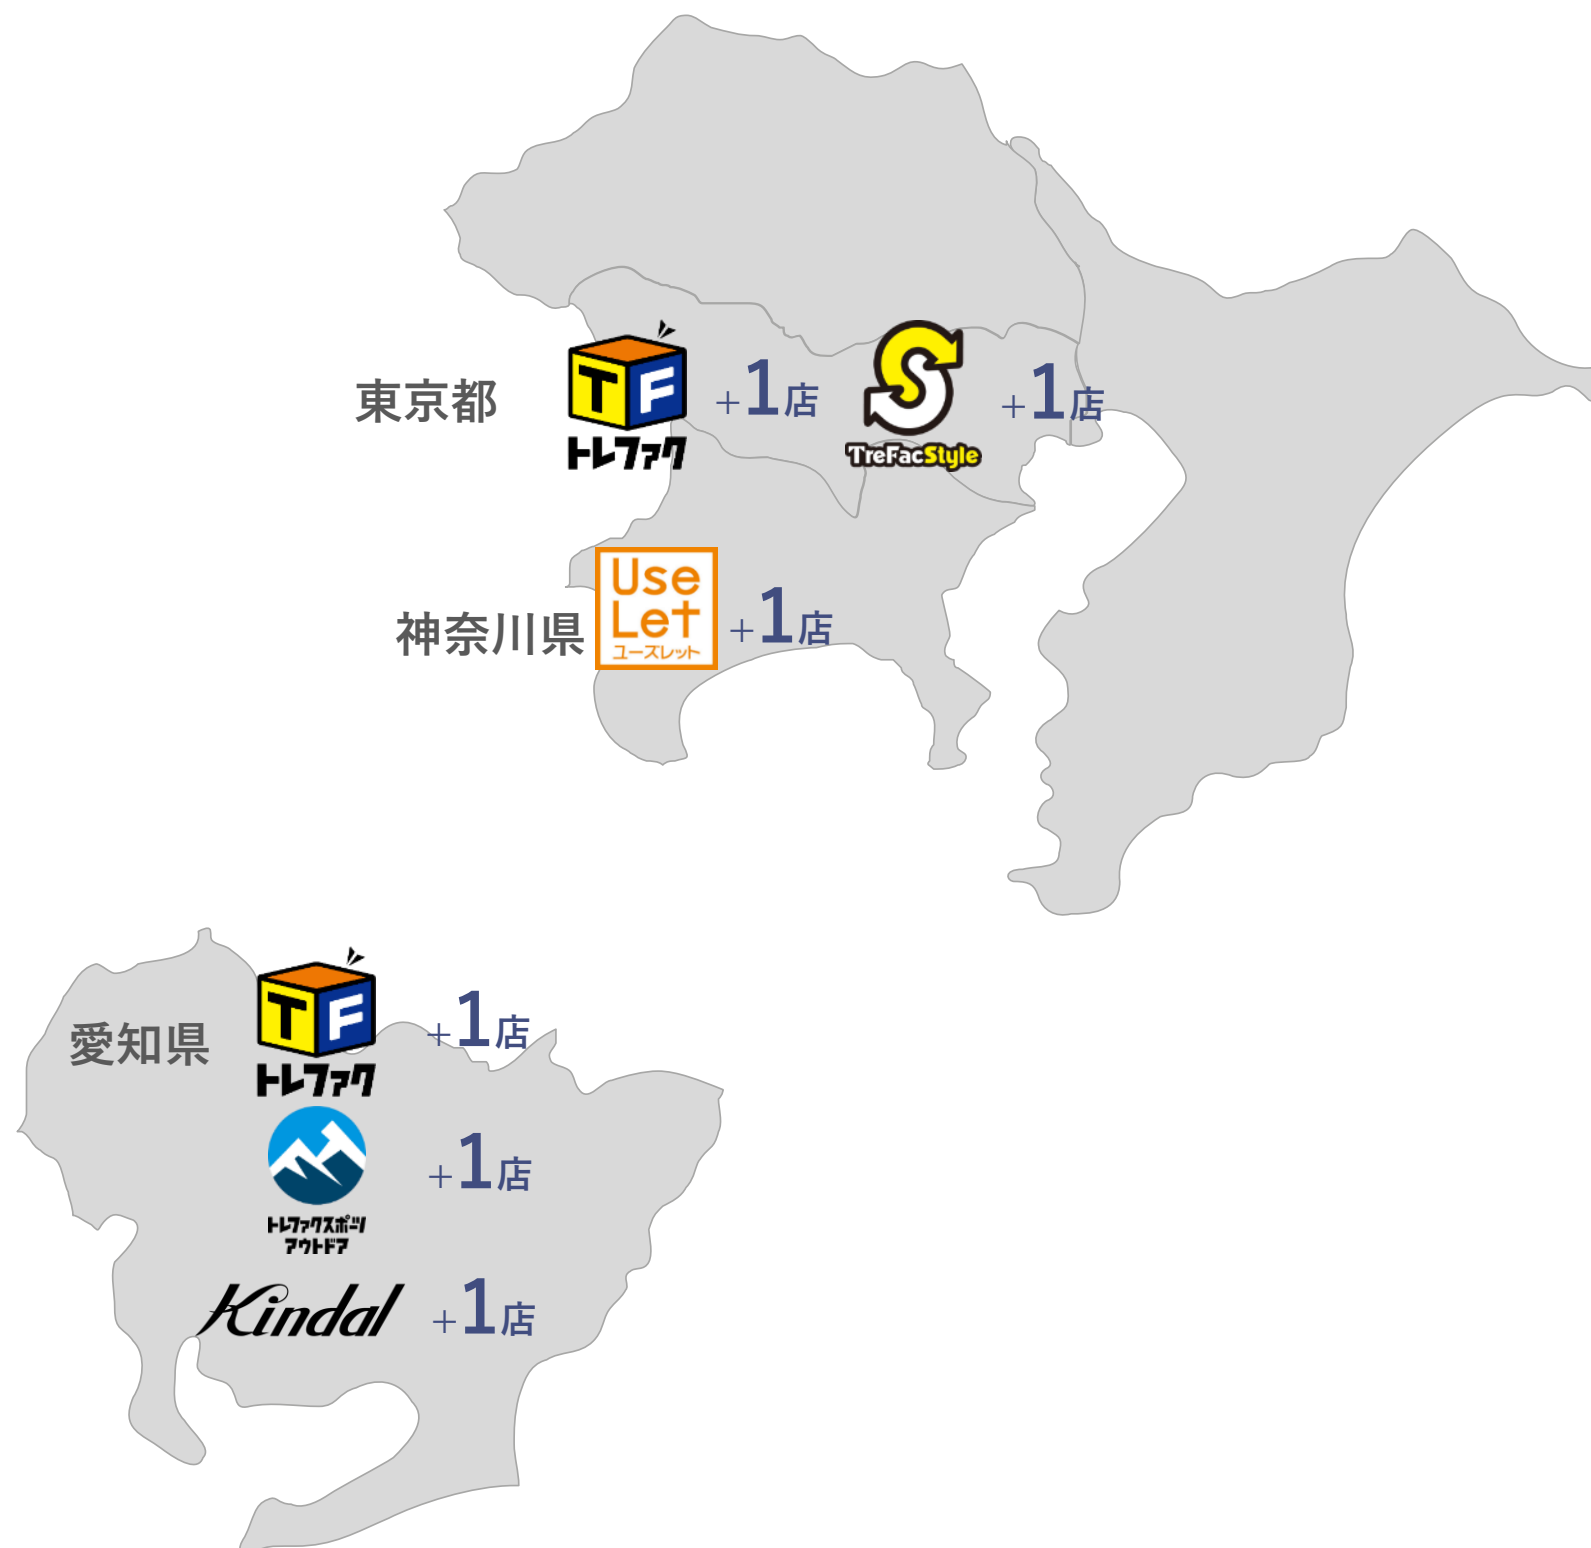 東京都
TF
トレファク
+1店
S
TreFacStyle
+1店
神奈川県
Use
Let
ユーズレット
+1店
愛知県
TF
トレファク
+1店
トレファクスポーツ
アウトドア
+1店
Kindal
+1店